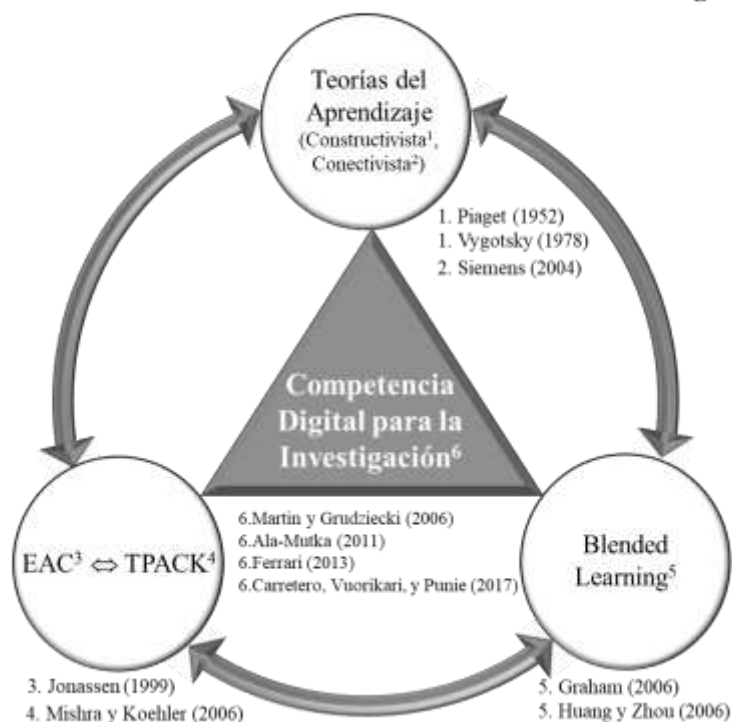 Teorías del
Aprendizaje
(Constructivista¹,
Conectivista²)
1. Piaget (1952)
1. Vygotsky (1978)
2. Siemens (2004)
Competencia
Digital para la
Investigación⁶
EAC³ ⇔ TPACK⁴
6.Martin y Grudziecki (2006)
6.Ala-Mutka (2011)
6.Ferrari (2013)
6.Carretero, Vuorikari, y Punie (2017)
Blended
Learning⁵
3. Jonassen (1999)
4. Mishra y Koehler (2006)
5. Graham (2006)
5. Huang y Zhou (2006)